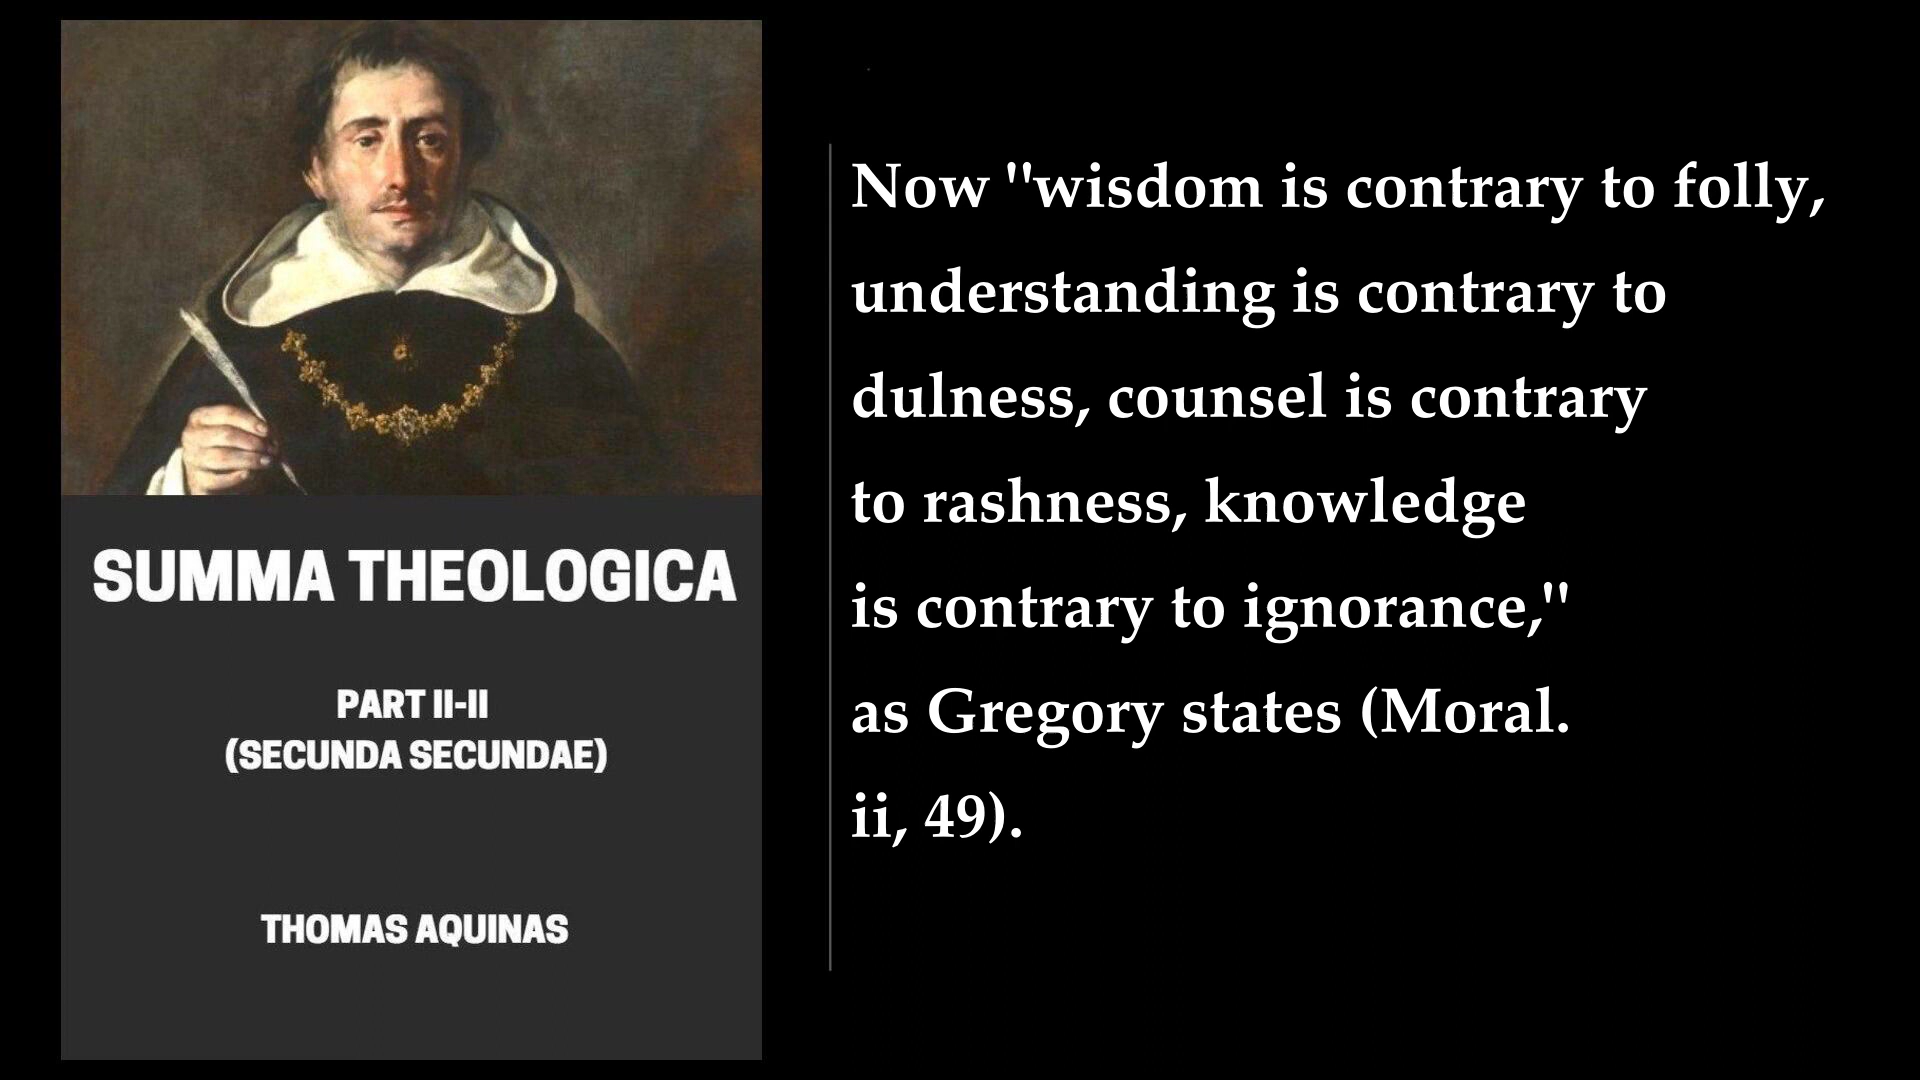 SUMMA THEOLOGICA
PART II-II
(SECUNDA SECUNDAE)
THOMAS AQUINAS
Now "wisdom is contrary to folly,
understanding is contrary to
dulness, counsel is contrary
to rashness, knowledge
is contrary to ignorance,"
as Gregory states (Moral.
ii, 49).